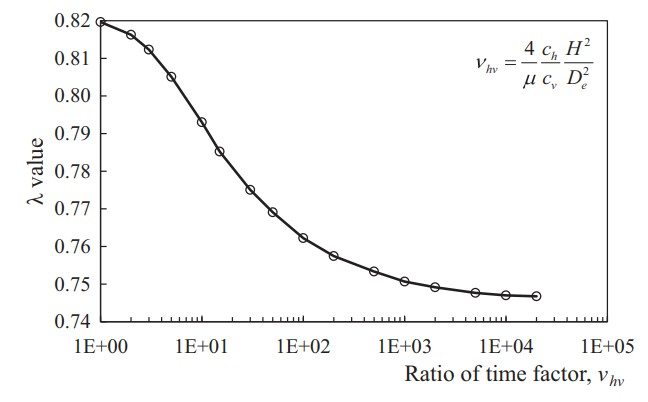 0.82
0.81
0.80
0.79
0.78
0.77
0.76
0.75
0.74
λ value
ν_hv = 4/μ c_h/c_v H²/D_e²
1E+00 1E+01 1E+02 1E+03 1E+04 1E+05
Ratio of time factor, ν_hv